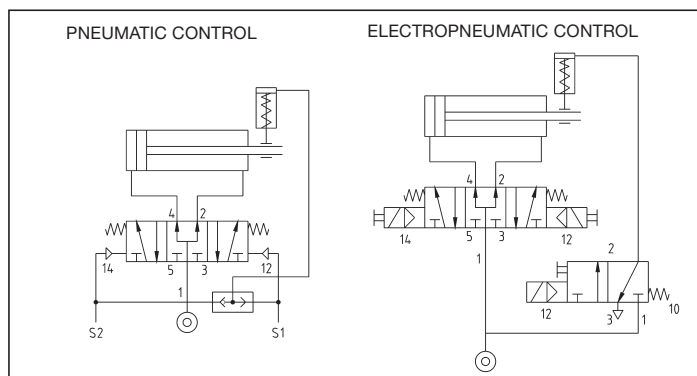 PNEUMATIC CONTROL
4 2
14 5 3 12
1
S2 S1
ELECTROPNEUMATIC CONTROL
4 2
14 5 3 12
1
2
12 3 1 10